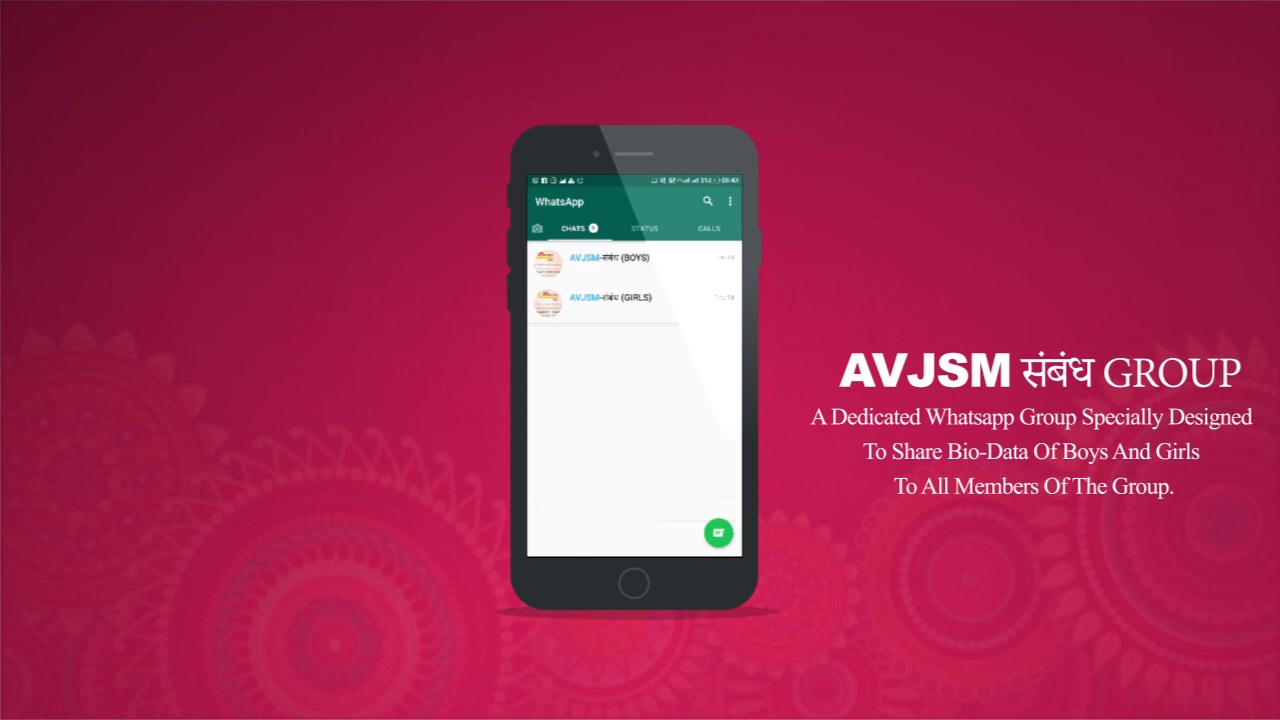 WhatsApp
CHATS 1 STATUS CALLS
AVJSM-संबंध (BOYS)
AVJSM-संबंध (GIRLS)
AVJSM संबंध GROUP
A Dedicated Whatsapp Group Specially Designed
To Share Bio-Data Of Boys And Girls
To All Members Of The Group.